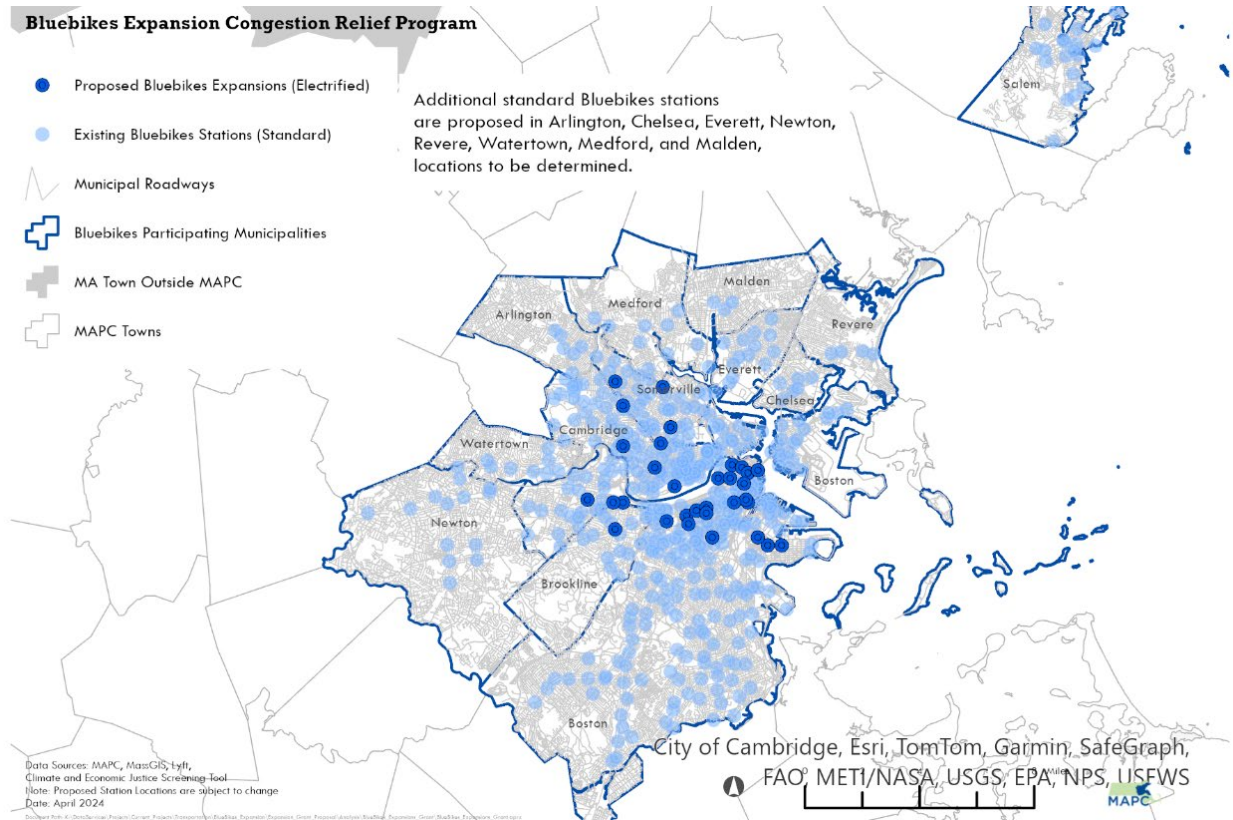 Bluebikes Expansion Congestion Relief Program
Proposed Bluebikes Expansions (Electrified)
Existing Bluebikes Stations (Standard)
Municipal Roadways
Bluebikes Participating Municipalities
MA Town Outside MAPC
MAPC Towns
Additional standard Bluebikes stations
are proposed in Arlington, Chelsea, Everett, Newton,
Revere, Watertown, Medford, and Malden,
locations to be determined.
Salem
Malden
Medford
Arlington
Revere
Everett
Somerville
Chelsea
Cambridge
Watertown
Boston
Newton
Brookline
Boston
City of Cambridge, Esri, TomTom, Garmin, SafeGraph,
FAO, METI/NASA, USGS, EPA, NPS, USFWS
MAPC
Data Sources: MAPC, MassGIS, Lyft,
Climate and Economic Justice Screening Tool
Note: Proposed Station Locations are subject to change
Date: April 2024